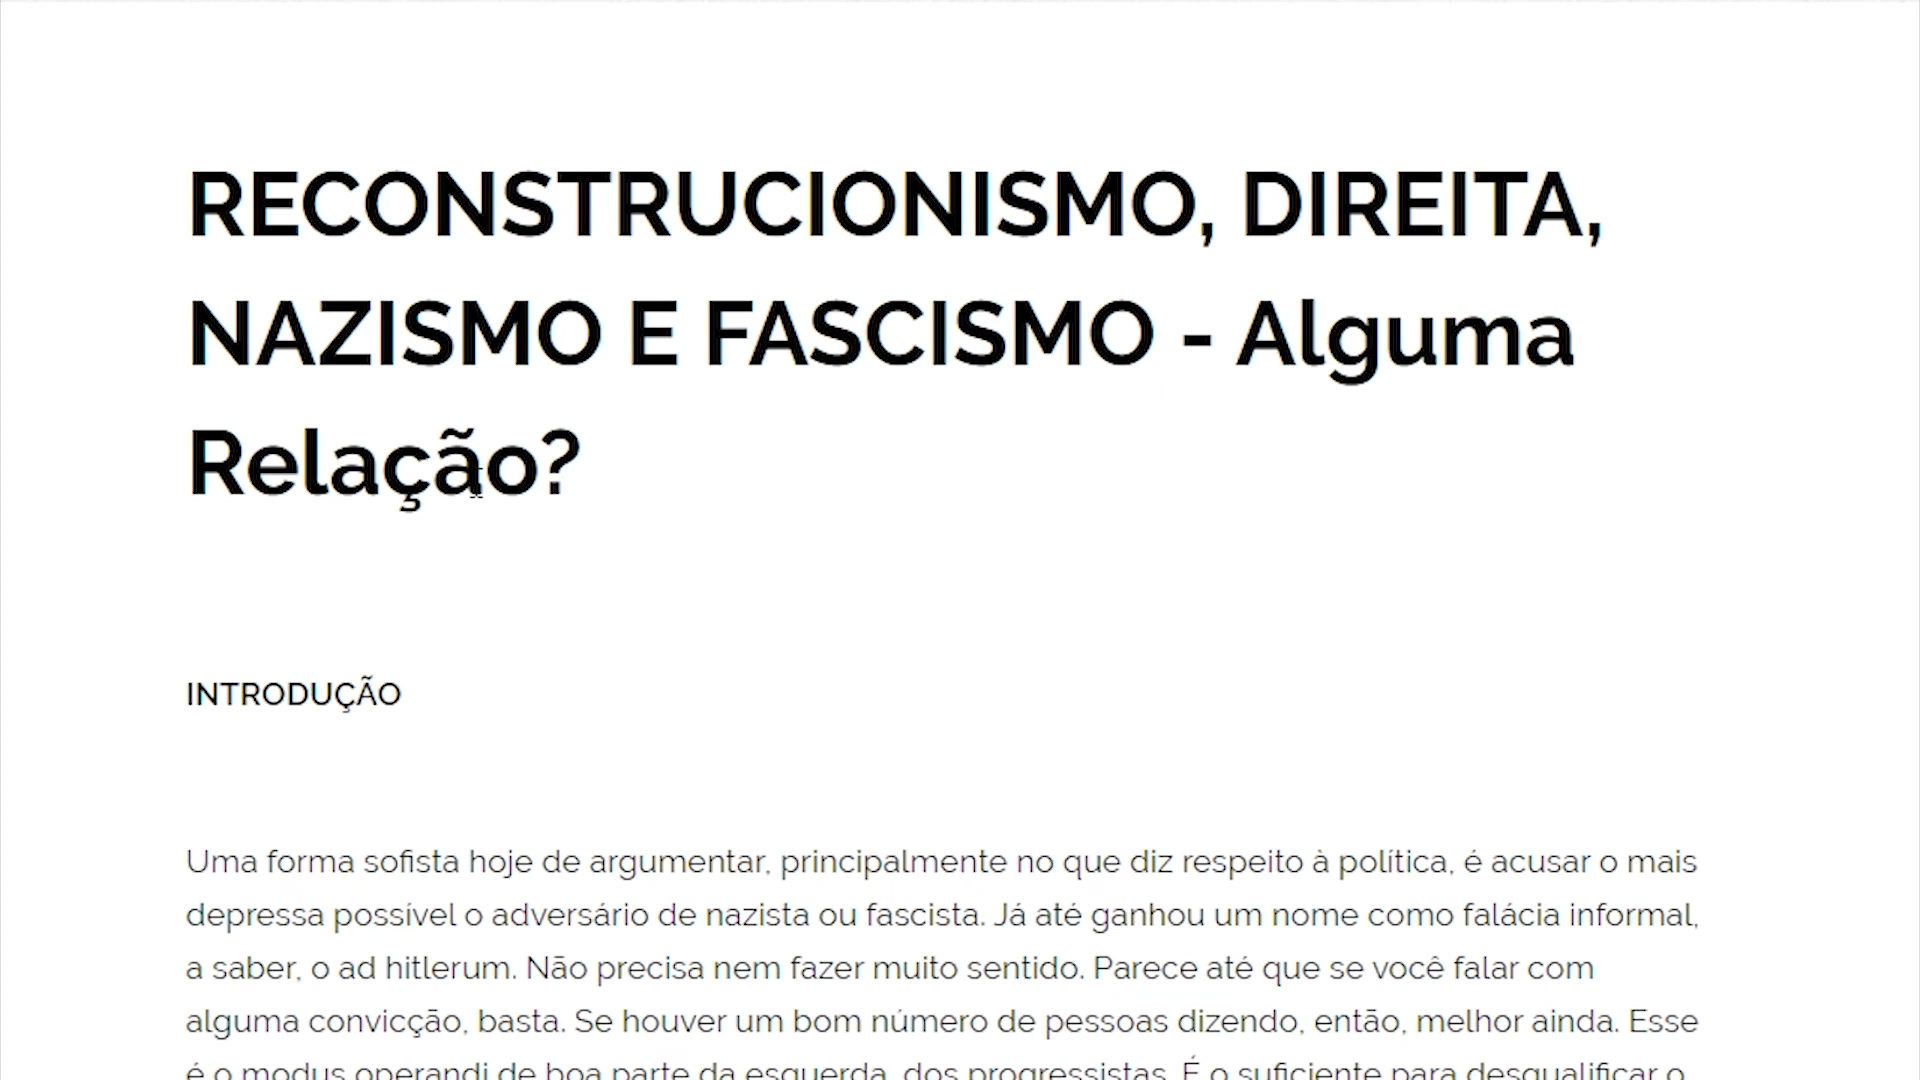 RECONSTRUCIONISMO, DIREITA,
NAZISMO E FASCISMO - Alguma
Relação?
INTRODUÇÃO
Uma forma sofista hoje de argumentar, principalmente no que diz respeito à política, é acusar o mais
depressa possível o adversário de nazista ou fascista. Já até ganhou um nome como falácia informal,
a saber, o ad hitlerum. Não precisa nem fazer muito sentido. Parece até que se você falar com
alguma convicção, basta. Se houver um bom número de pessoas dizendo, então, melhor ainda. Esse
é o modus operandi de boa parte da esquerda, dos progressistas. É o suficiente para desqualificar o